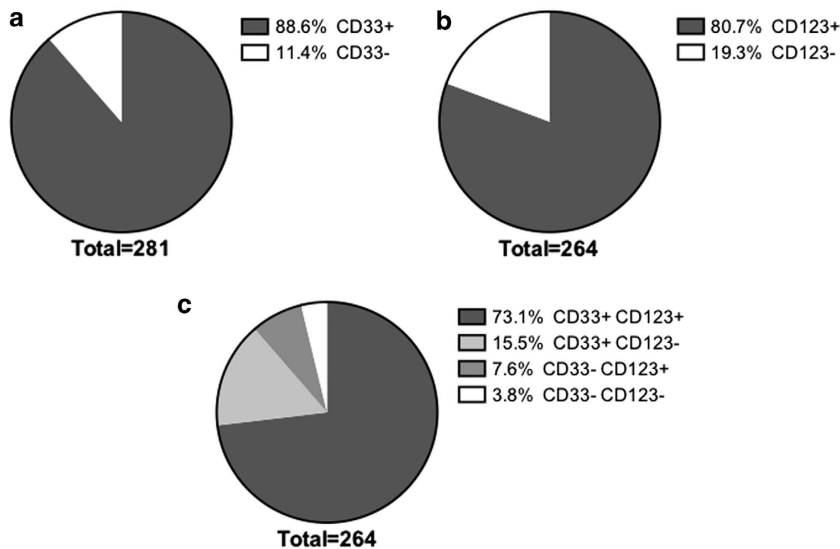 a
88.6% CD33+
11.4% CD33-
Total=281
b
80.7% CD123+
19.3% CD123-
Total=264
c
73.1% CD33+ CD123+
15.5% CD33+ CD123-
7.6% CD33- CD123+
3.8% CD33- CD123-
Total=264